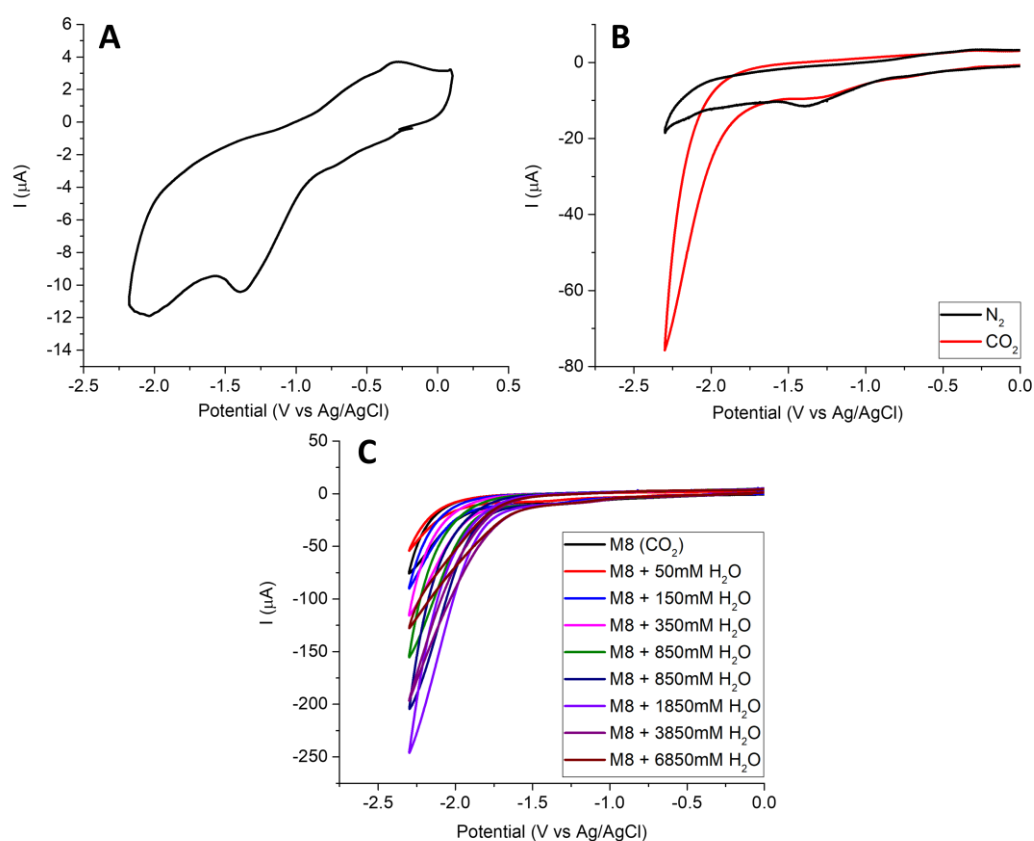 A
6
4
2
0
-2
-4
-6
-8
-10
-12
-14
I (µA)
-2.5 -2.0 -1.5 -1.0 -0.5 0.0 0.5
Potential (V vs Ag/AgCl)
B
0
-20
-40
-60
-80
I (µA)
N₂
CO₂
-2.5 -2.0 -1.5 -1.0 -0.5 0.0
Potential (V vs Ag/AgCl)
C
50
0
-50
-100
-150
-200
-250
I (µA)
M8 (CO₂)
M8 + 50mM H₂O
M8 + 150mM H₂O
M8 + 350mM H₂O
M8 + 850mM H₂O
M8 + 850mM H₂O
M8 + 1850mM H₂O
M8 + 3850mM H₂O
M8 + 6850mM H₂O
-2.5 -2.0 -1.5 -1.0 -0.5 0.0
Potential (V vs Ag/AgCl)